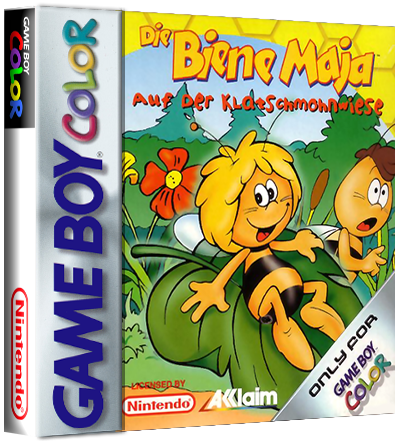 GAME BOY
COLOR
Nintendo
GAME BOY COLOR
Die
Biene Maja
Auf Der Klatschmohnwiese
LICENSED BY
Nintendo
AKklaim
ONLY FOR
GAME BOY
COLOR